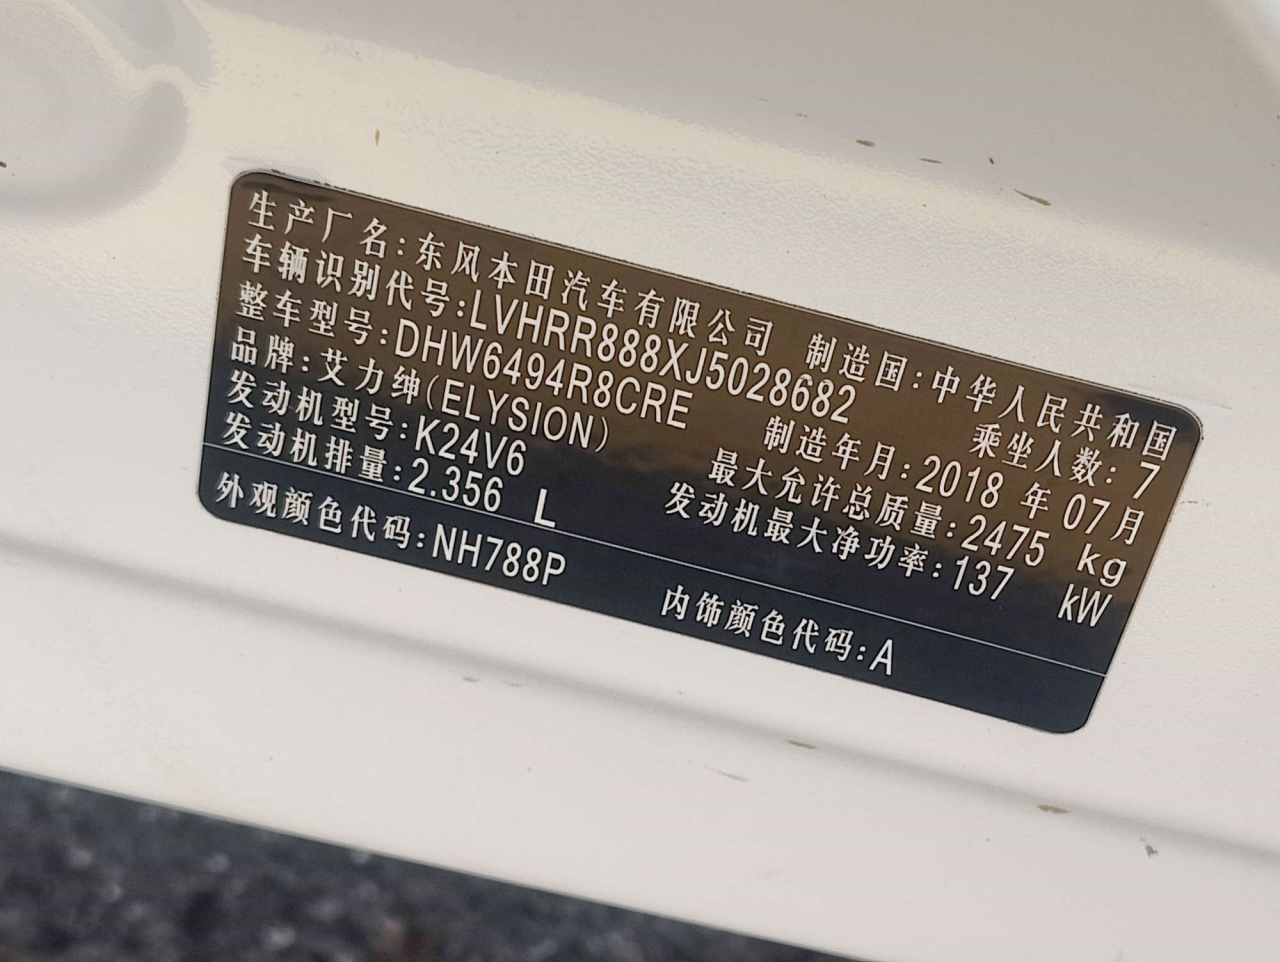 生产厂名:东风本田汽车有限公司 制造国:中华人民共和国
车辆识别代号:LVHRR888XJ5028682 乘坐人数:7
整车型号:DHW6494R8CRE 制造年月:2018 年 07月
品牌:艾力绅(ELYSION) 最大允许总质量:2475 kg
发动机型号:K24V6 发动机最大净功率:137 kW
发动机排量:2.356 L
外观颜色代码:NH788P 内饰颜色代码:A